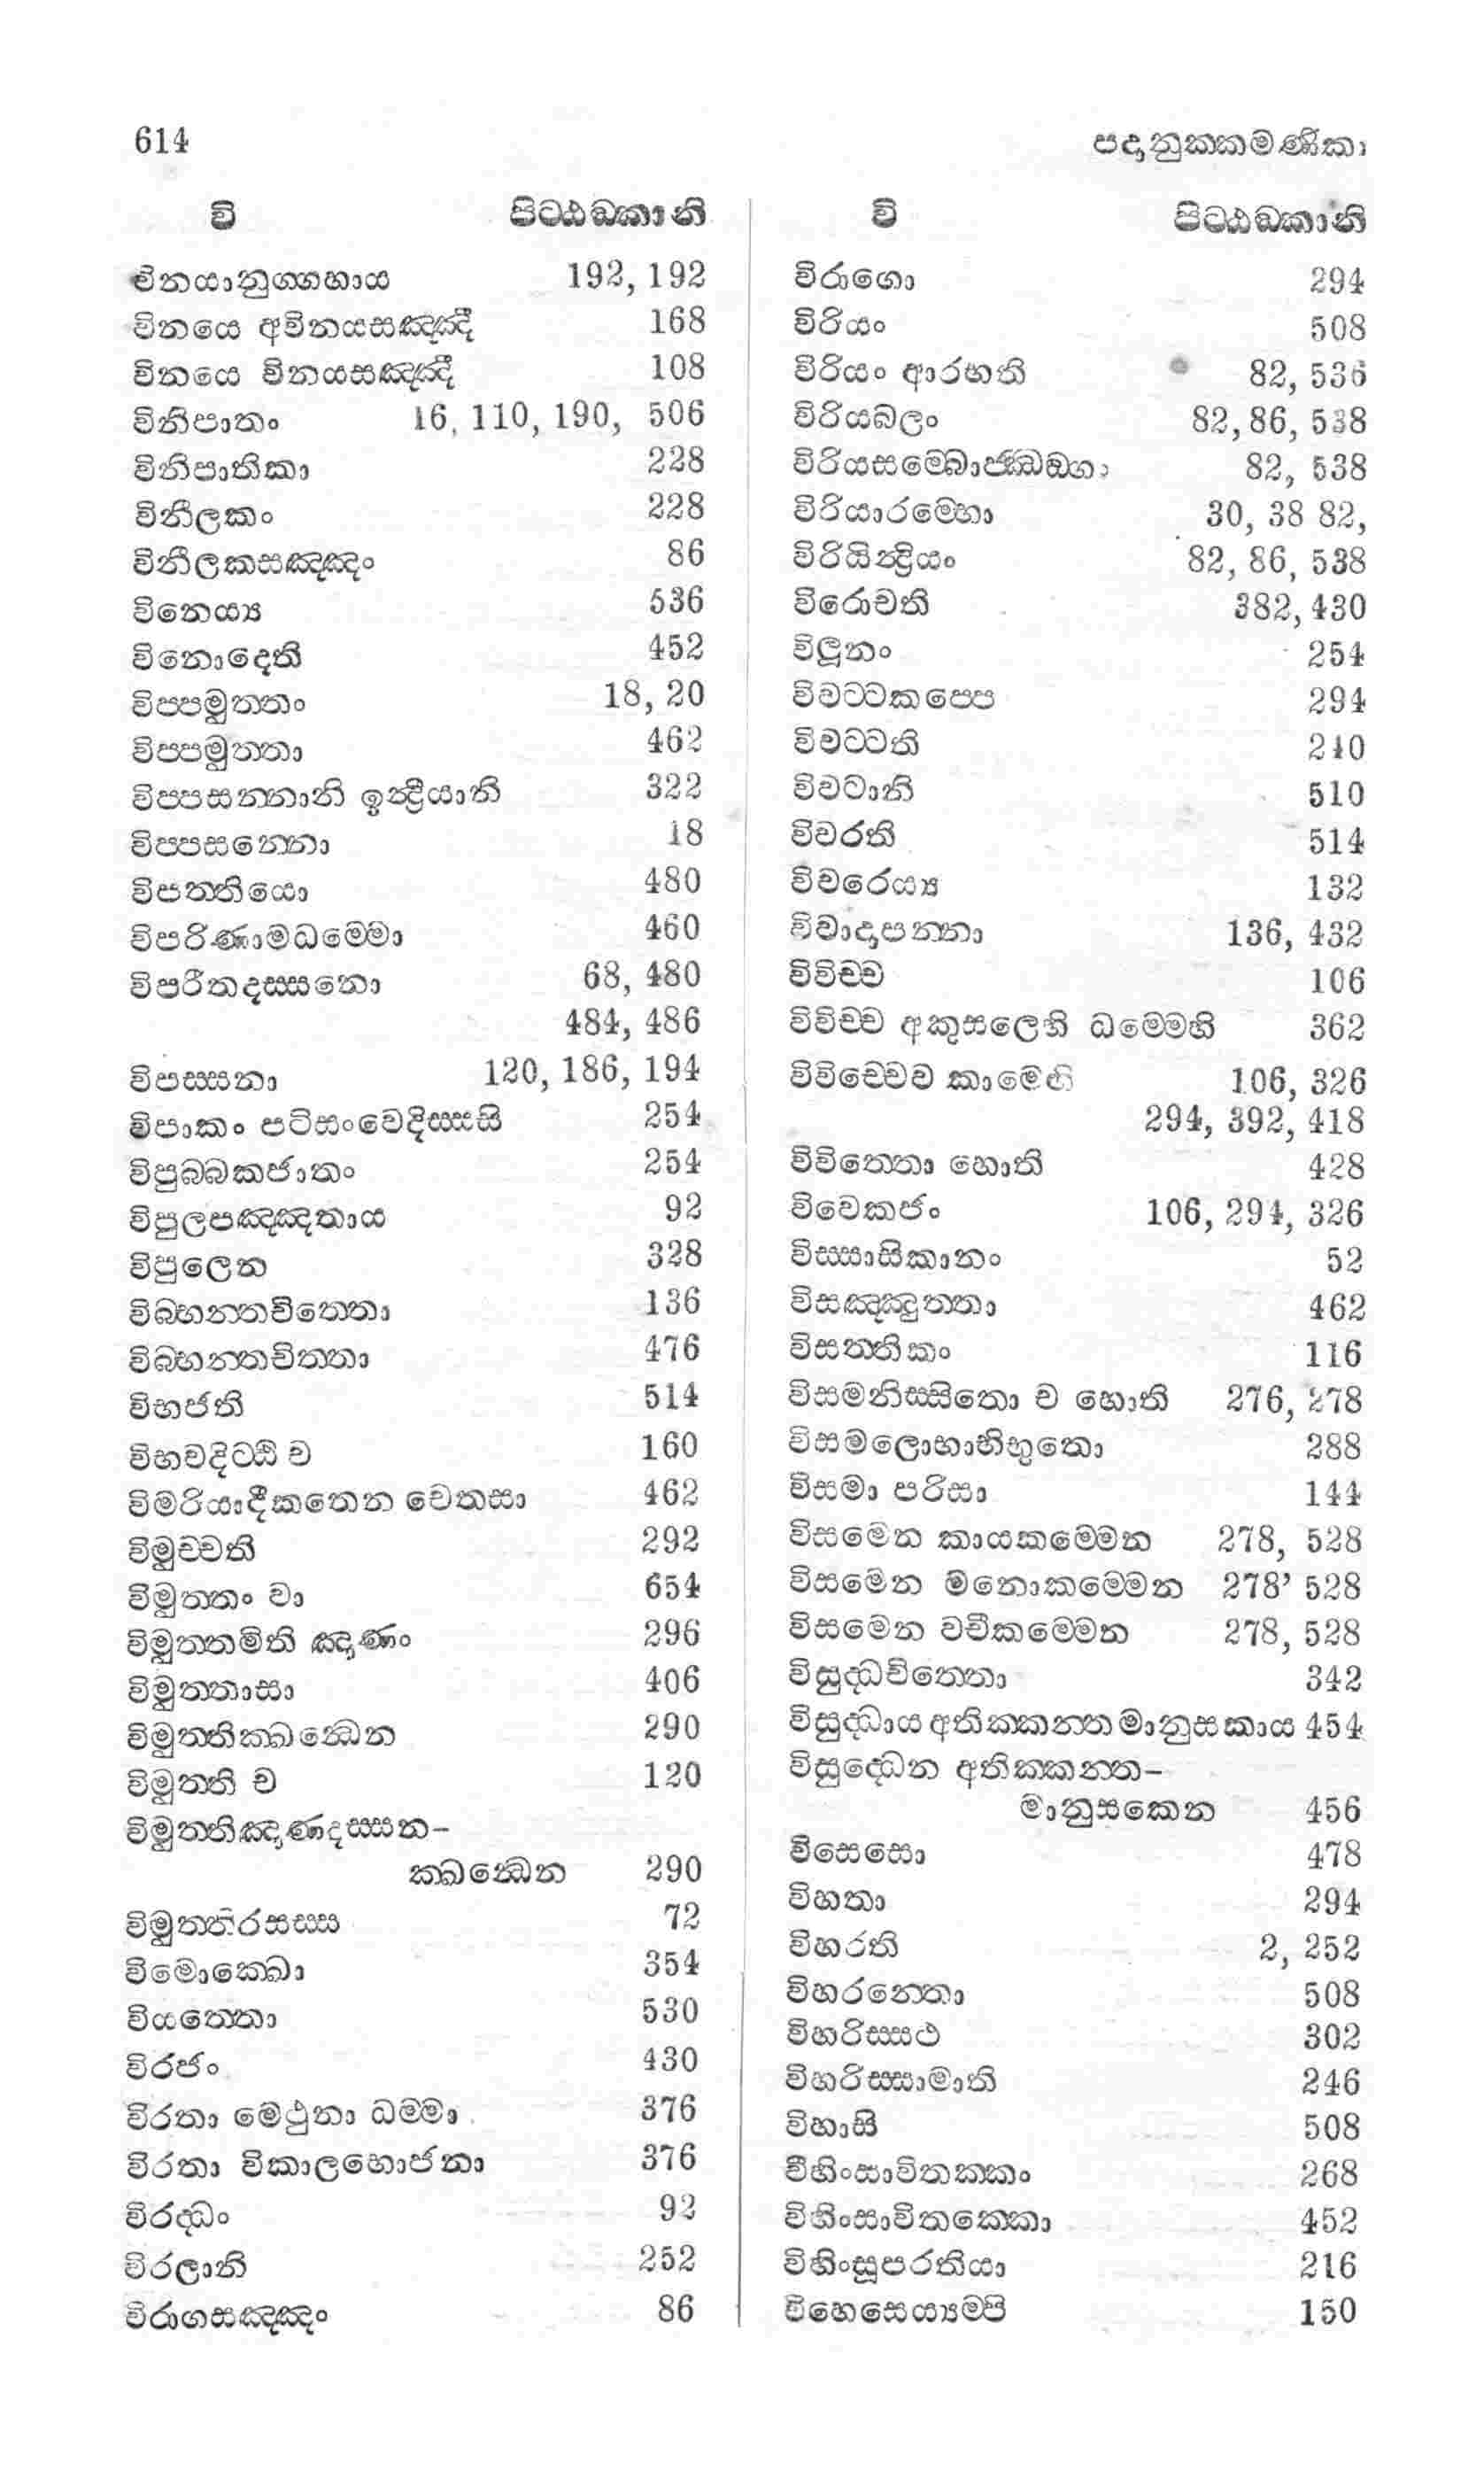 614
පදානුක්කමණිකා
වි පිට්ඨඞ්කානි
විනයානුග්ගහාය 192, 192
විනයෙ අවිනයසඤ්ඤී 168
විනයෙ විනයසඤ්ඤී 108
විනිපාතං 16, 110, 190, 506
විනිපාතිකා 228
විනීලකං 228
විනීලකසඤ්ඤං 86
විනෙය්‍ය 536
විනොදෙති 452
විප්පමුත්තං 18, 20
විප්පමුත්තා 462
විප්පසන්නානි ඉන්‍ද්‍රියානි 322
විප්පසන්නො 18
විපත්තියො 480
විපරිණාමධම්මො 460
විපරීතදස්සනො 68, 480
484, 486
විපස්සනා 120, 186, 194
විපාකං පටිසංවෙදිස්සසි 254
විපුබ්බකජාතං 254
විපුලපඤ්ඤතාය 92
විපුලෙන 328
විබ්භන්තචිත්තො 136
විබ්භන්තචිත්තා 476
විභජති 514
විභවදිට්ඨි ච 160
විමරියාදීකතෙන චෙතසා 462
විමුච්චති 292
විමුත්තං වා 654
විමුත්තමිති ඤාණං 296
විමුත්තාසා 406
විමුත්තික්ඛන්ධෙන 290
විමුත්ති ච 120
විමුත්තිඤාණදස්සන-
ක්ඛන්ධෙන 290
විමුත්තිරසස්ස 72
විමොක්ඛො 354
වියත්තො 530
විරජං 430
විරතා මෙථුනා ධම්මා 376
විරතා විකාලභොජනා 376
විරද්ධං 92
විරලානි 252
විරාගසඤ්ඤං 86
වි පිට්ඨඞ්කානි
විරාගො 294
විරියං 508
විරියං ආරභති 82, 536
විරියබලං 82, 86, 538
විරියසම්බොජ්ඣඞ්ගා 82, 538
විරියාරම්භො 30, 38 82,
විරියින්‍ද්‍රියං 82, 86, 538
විරොචති 382, 430
විලූනං 254
විවට්ටකප්පෙ 294
විවට්ටති 240
විවටානි 510
විවරති 514
විවරෙය්‍ය 132
විවාදාපන්නා 136, 432
විවිච්ච 106
විවිච්ච අකුසලෙහි ධම්මෙහි 362
විවිච්චෙව කාමෙහි 106, 326
294, 392, 418
විවිත්තො හොති 428
විවෙකජං 106, 294, 326
විස්සාසිකානං 52
විසඤ්ඤුත්තා 462
විසත්තිකං 116
විසමනිස්සිතො ච හොති 276, 278
විසමලොභාභිභූතො 288
විසමා පරිසා 144
විසමෙන කායකම්මෙන 278, 528
විසමෙන මනොකම්මෙන 278’ 528
විසමෙන වචීකම්මෙන 278, 528
විසුද්ධචිත්තො 342
විසුද්ධාය අතික්කන්තමානුසකාය 454
විසුද්ධෙන අතික්කන්ත-
මානුසකෙන 456
විසෙසො 478
විහතා 294
විහරති 2, 252
විහරන්තො 508
විහරිස්සථ 302
විහරිස්සාමාති 246
විහාසි 508
වීහිංසාවිතක්කං 268
විහිංසාවිතක්කො 452
විහිංසූපරතියා 216
විහෙසෙය්‍යම්පි 150